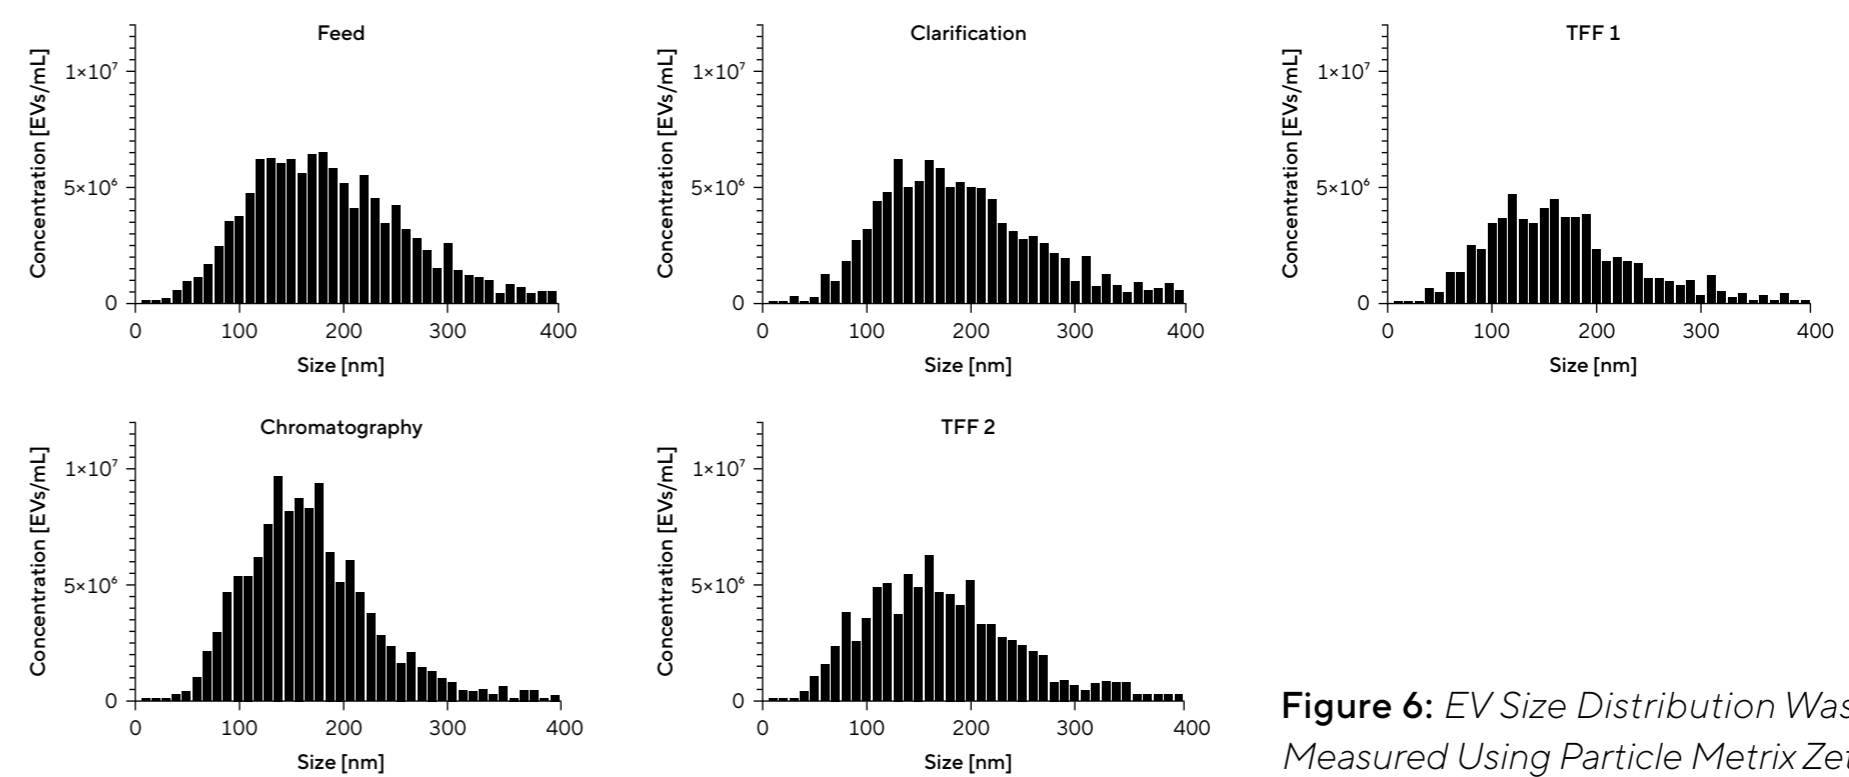 Feed
Concentration [EVs/mL]
1×10⁷
5×10⁶
0
0 100 200 300 400
Size [nm]
Clarification
Concentration [EVs/mL]
1×10⁷
5×10⁶
0
0 100 200 300 400
Size [nm]
TFF 1
Concentration [EVs/mL]
1×10⁷
5×10⁶
0
0 100 200 300 400
Size [nm]
Chromatography
Concentration [EVs/mL]
1×10⁷
5×10⁶
0
0 100 200 300 400
Size [nm]
TFF 2
Concentration [EVs/mL]
1×10⁷
5×10⁶
0
0 100 200 300 400
Size [nm]
Figure 6: EV Size Distribution Was
Measured Using Particle Metrix Zet